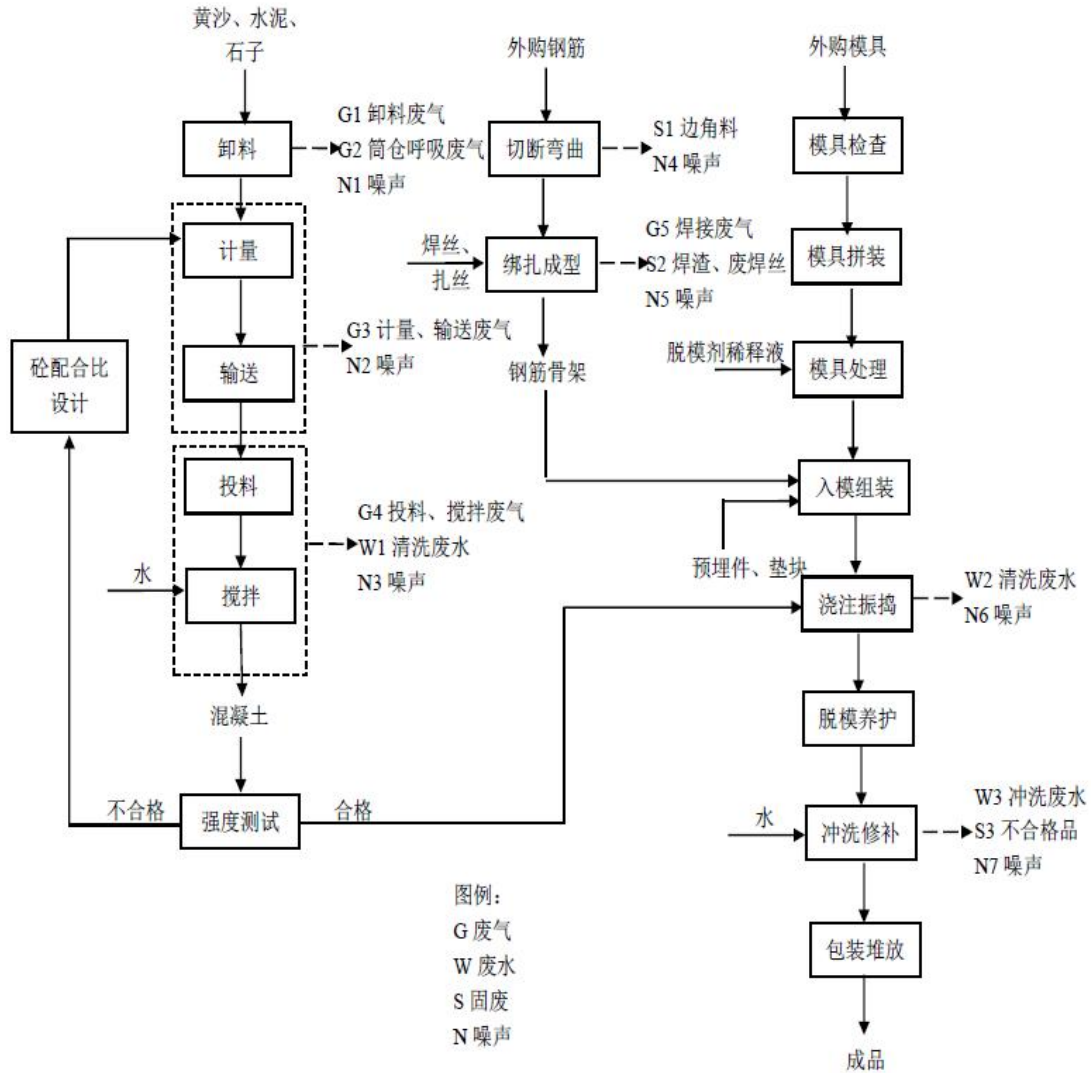 黄沙、水泥、
石子
卸料
G1 卸料废气
G2 筒仓呼吸废气
N1 噪声
计量
输送
G3 计量、输送废气
N2 噪声
砼配合比
设计
投料
搅拌
水
G4 投料、搅拌废气
W1 清洗废水
N3 噪声
混凝土
强度测试
不合格
合格
外购钢筋
切断弯曲
S1 边角料
N4 噪声
焊丝、
扎丝
绑扎成型
G5 焊接废气
S2 焊渣、废焊丝
N5 噪声
钢筋骨架
外购模具
模具检查
模具拼装
脱模剂稀释液
模具处理
入模组装
预埋件、垫块
浇注振捣
W2 清洗废水
N6 噪声
脱模养护
水
冲洗修补
W3 冲洗废水
S3 不合格品
N7 噪声
包装堆放
成品
图例：
G 废气
W 废水
S 固废
N 噪声